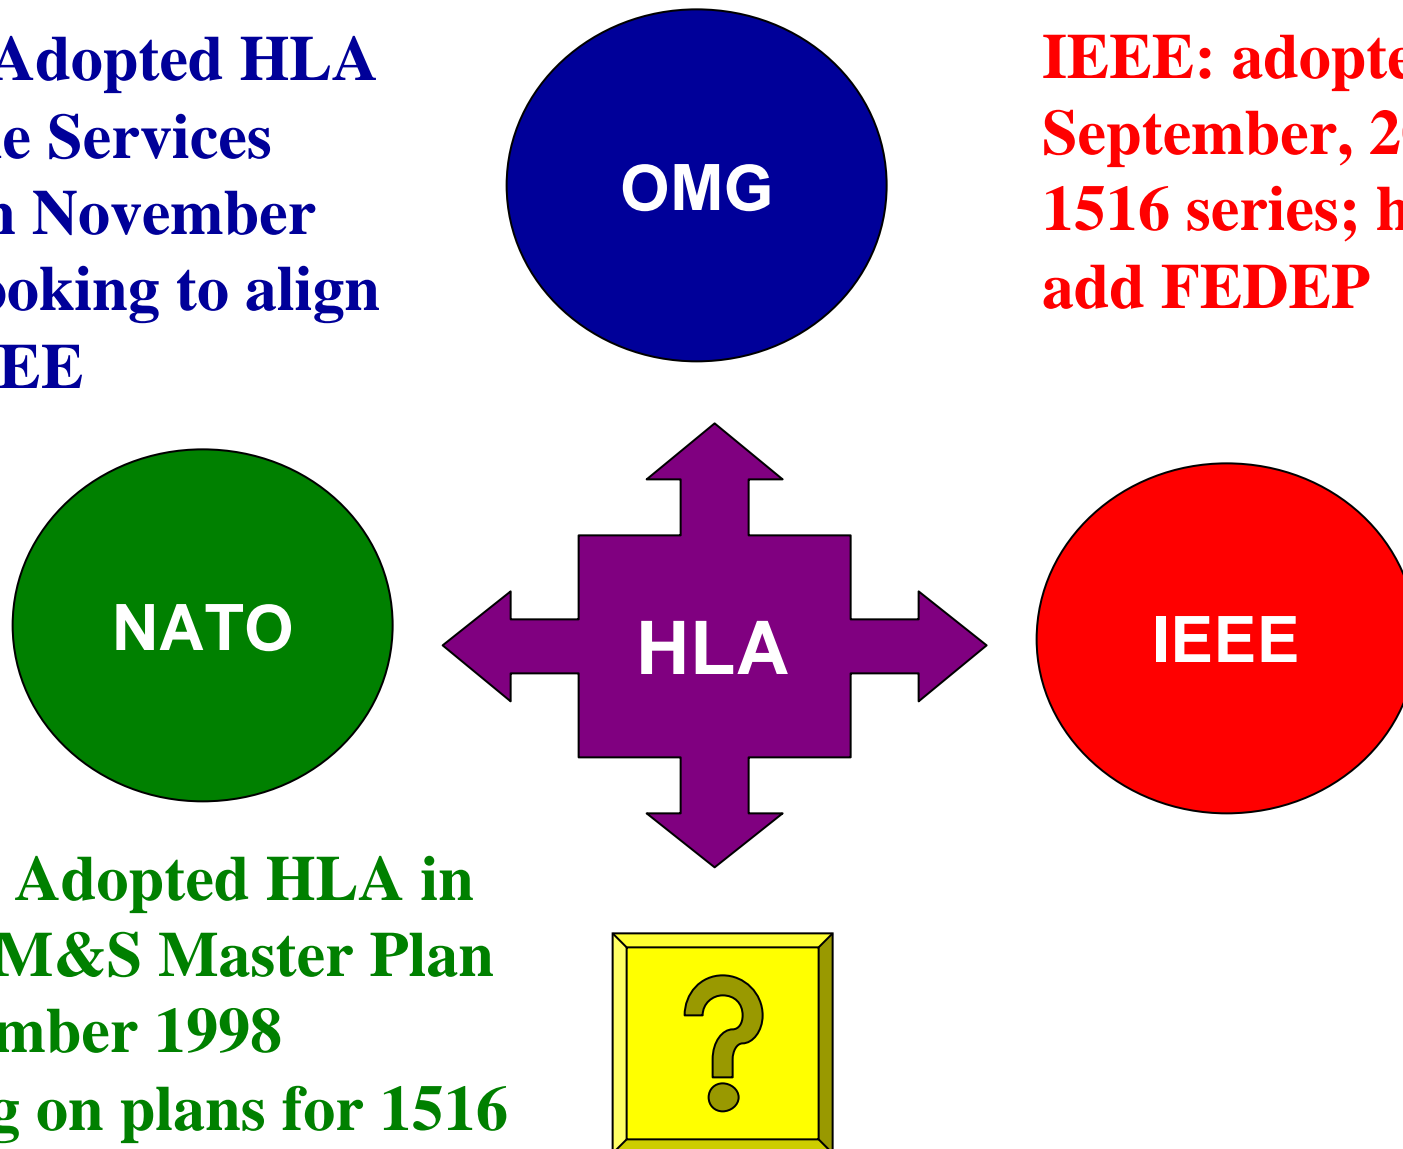 Adopted HLA
e Services
n November
ooking to align
EEE
OMG
IEEE: adopte
September, 2
1516 series; h
add FEDEP
NATO
HLA
IEEE
Adopted HLA in
M&S Master Plan
mber 1998
g on plans for 1516
?